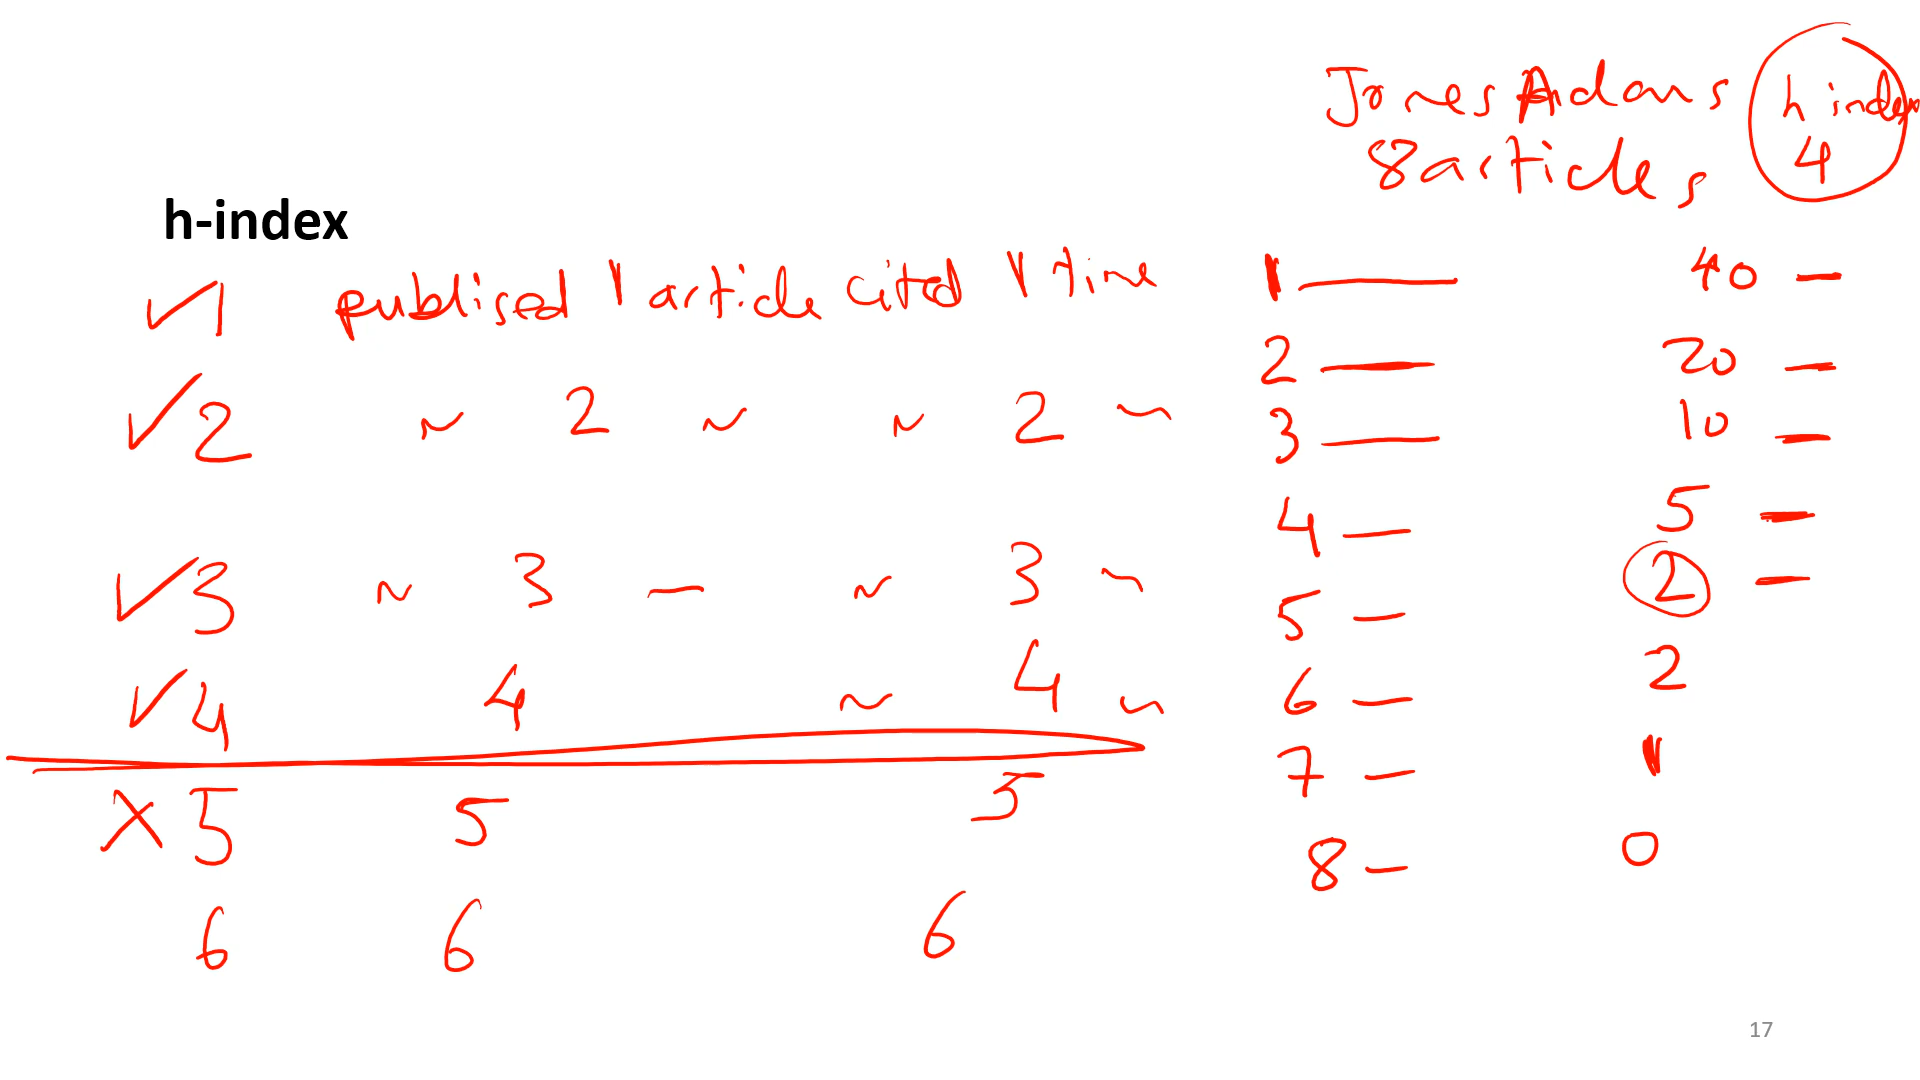 Jones Adams h index
8 articles 4
h-index
1 publised 1 article cited 1 time
2 ~ 2 ~ ~ 2 ~
3 ~ 3 — ~ 3 ~
4 4 ~ 4 ~
5 5 5
6 6 6
1 — 40 —
2 — 20 —
3 — 10 —
4 — 5 —
5 — 2 —
6 — 2
7 — 1
8 — 0
17